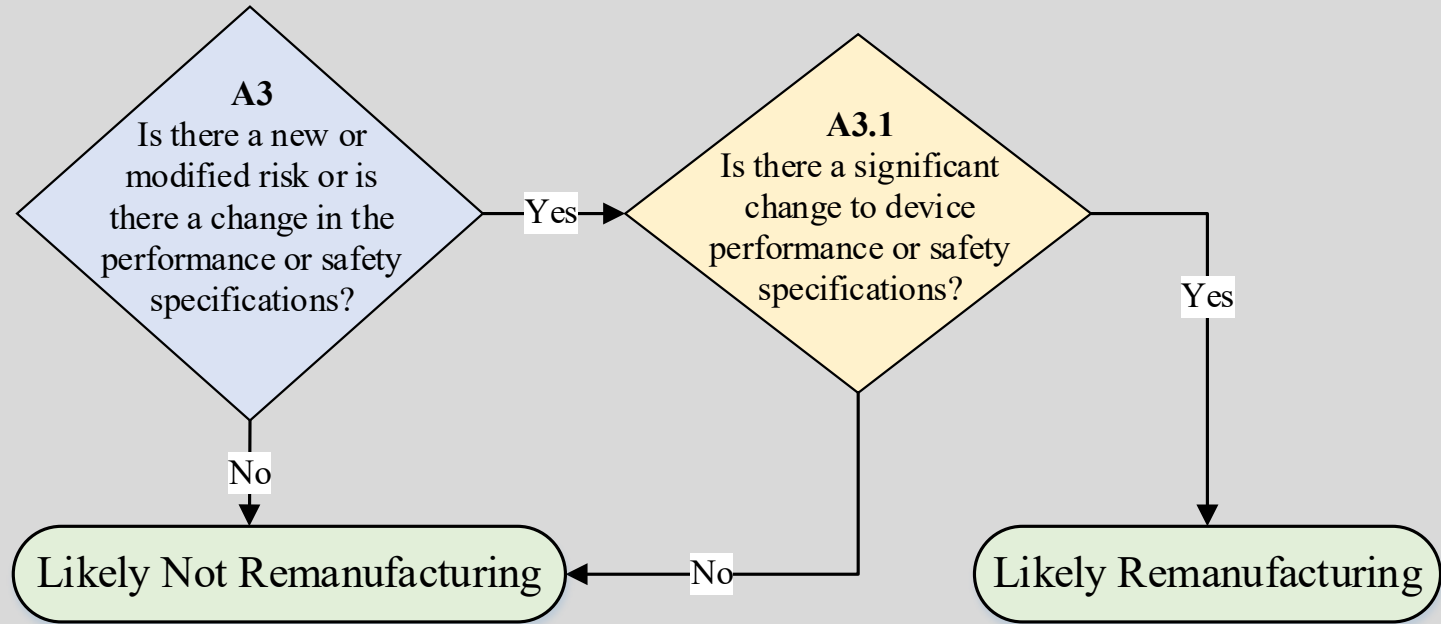 A3
Is there a new or
modified risk or is
there a change in the
performance or safety
specifications?
Yes
A3.1
Is there a significant
change to device
performance or safety
specifications?
Yes
No
No
Likely Not Remanufacturing
Likely Remanufacturing